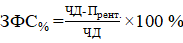 ЗФС% = (ЧД-Прент.)/ЧД × 100 %